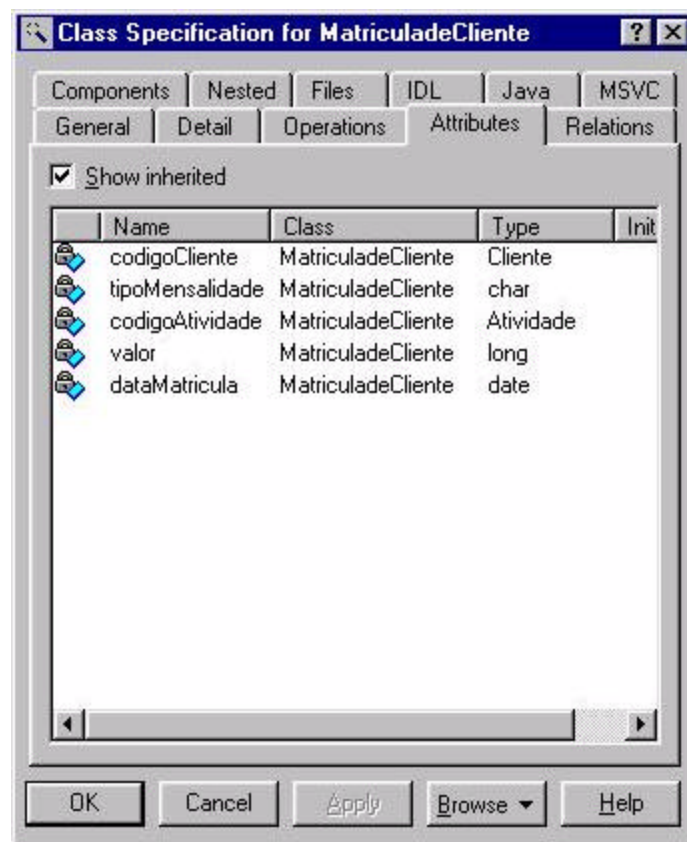 Class Specification for MatriculadeCliente
Components Nested Files IDL Java MSVC
General Detail Operations Attributes Relations
Show inherited
Name Class Type Init
codigoCliente MatriculadeCliente Cliente
tipoMensalidade MatriculadeCliente char
codigoAtividade MatriculadeCliente Atividade
valor MatriculadeCliente long
dataMatricula MatriculadeCliente date
OK Cancel Apply Browse Help